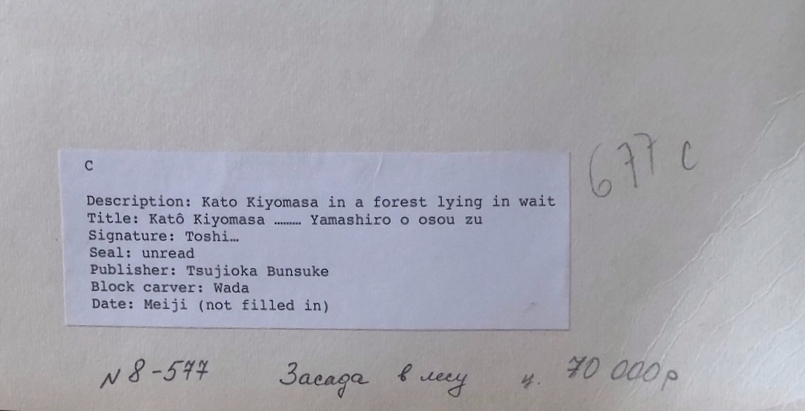 C
677 c
Description: Kato Kiyomasa in a forest lying in wait
Title: Katô Kiyomasa ……… Yamashiro o osou zu
Signature: Toshi…
Seal: unread
Publisher: Tsujioka Bunsuke
Block carver: Wada
Date: Meiji (not filled in)
N 8-577 Засада в лесу ц. 70 000р